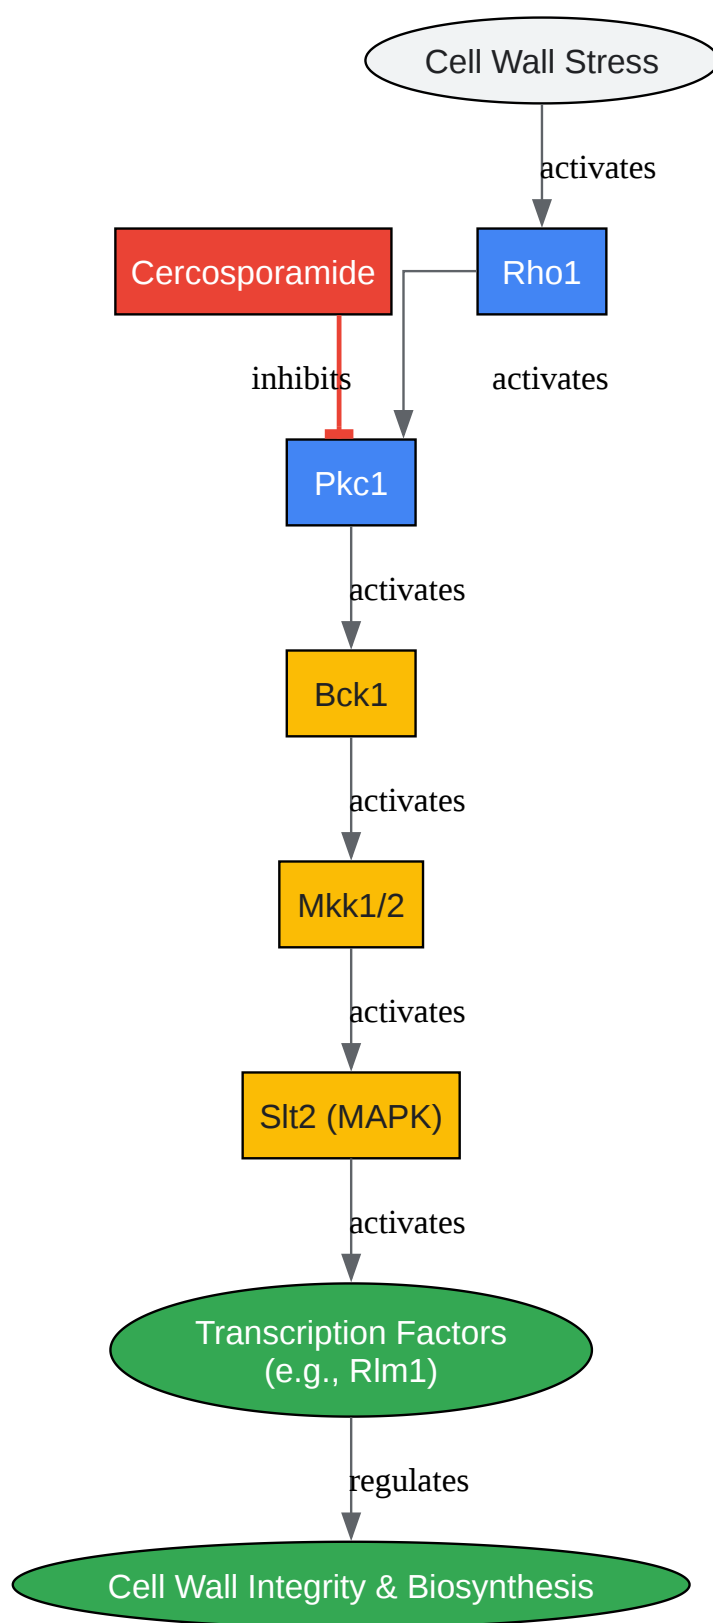 Cell Wall Stress
activates
Cercosporamide
Rho1
inhibits
activates
Pkc1
activates
Bck1
activates
Mkk1/2
activates
Slt2 (MAPK)
activates
Transcription Factors
(e.g., Rlm1)
regulates
Cell Wall Integrity & Biosynthesis